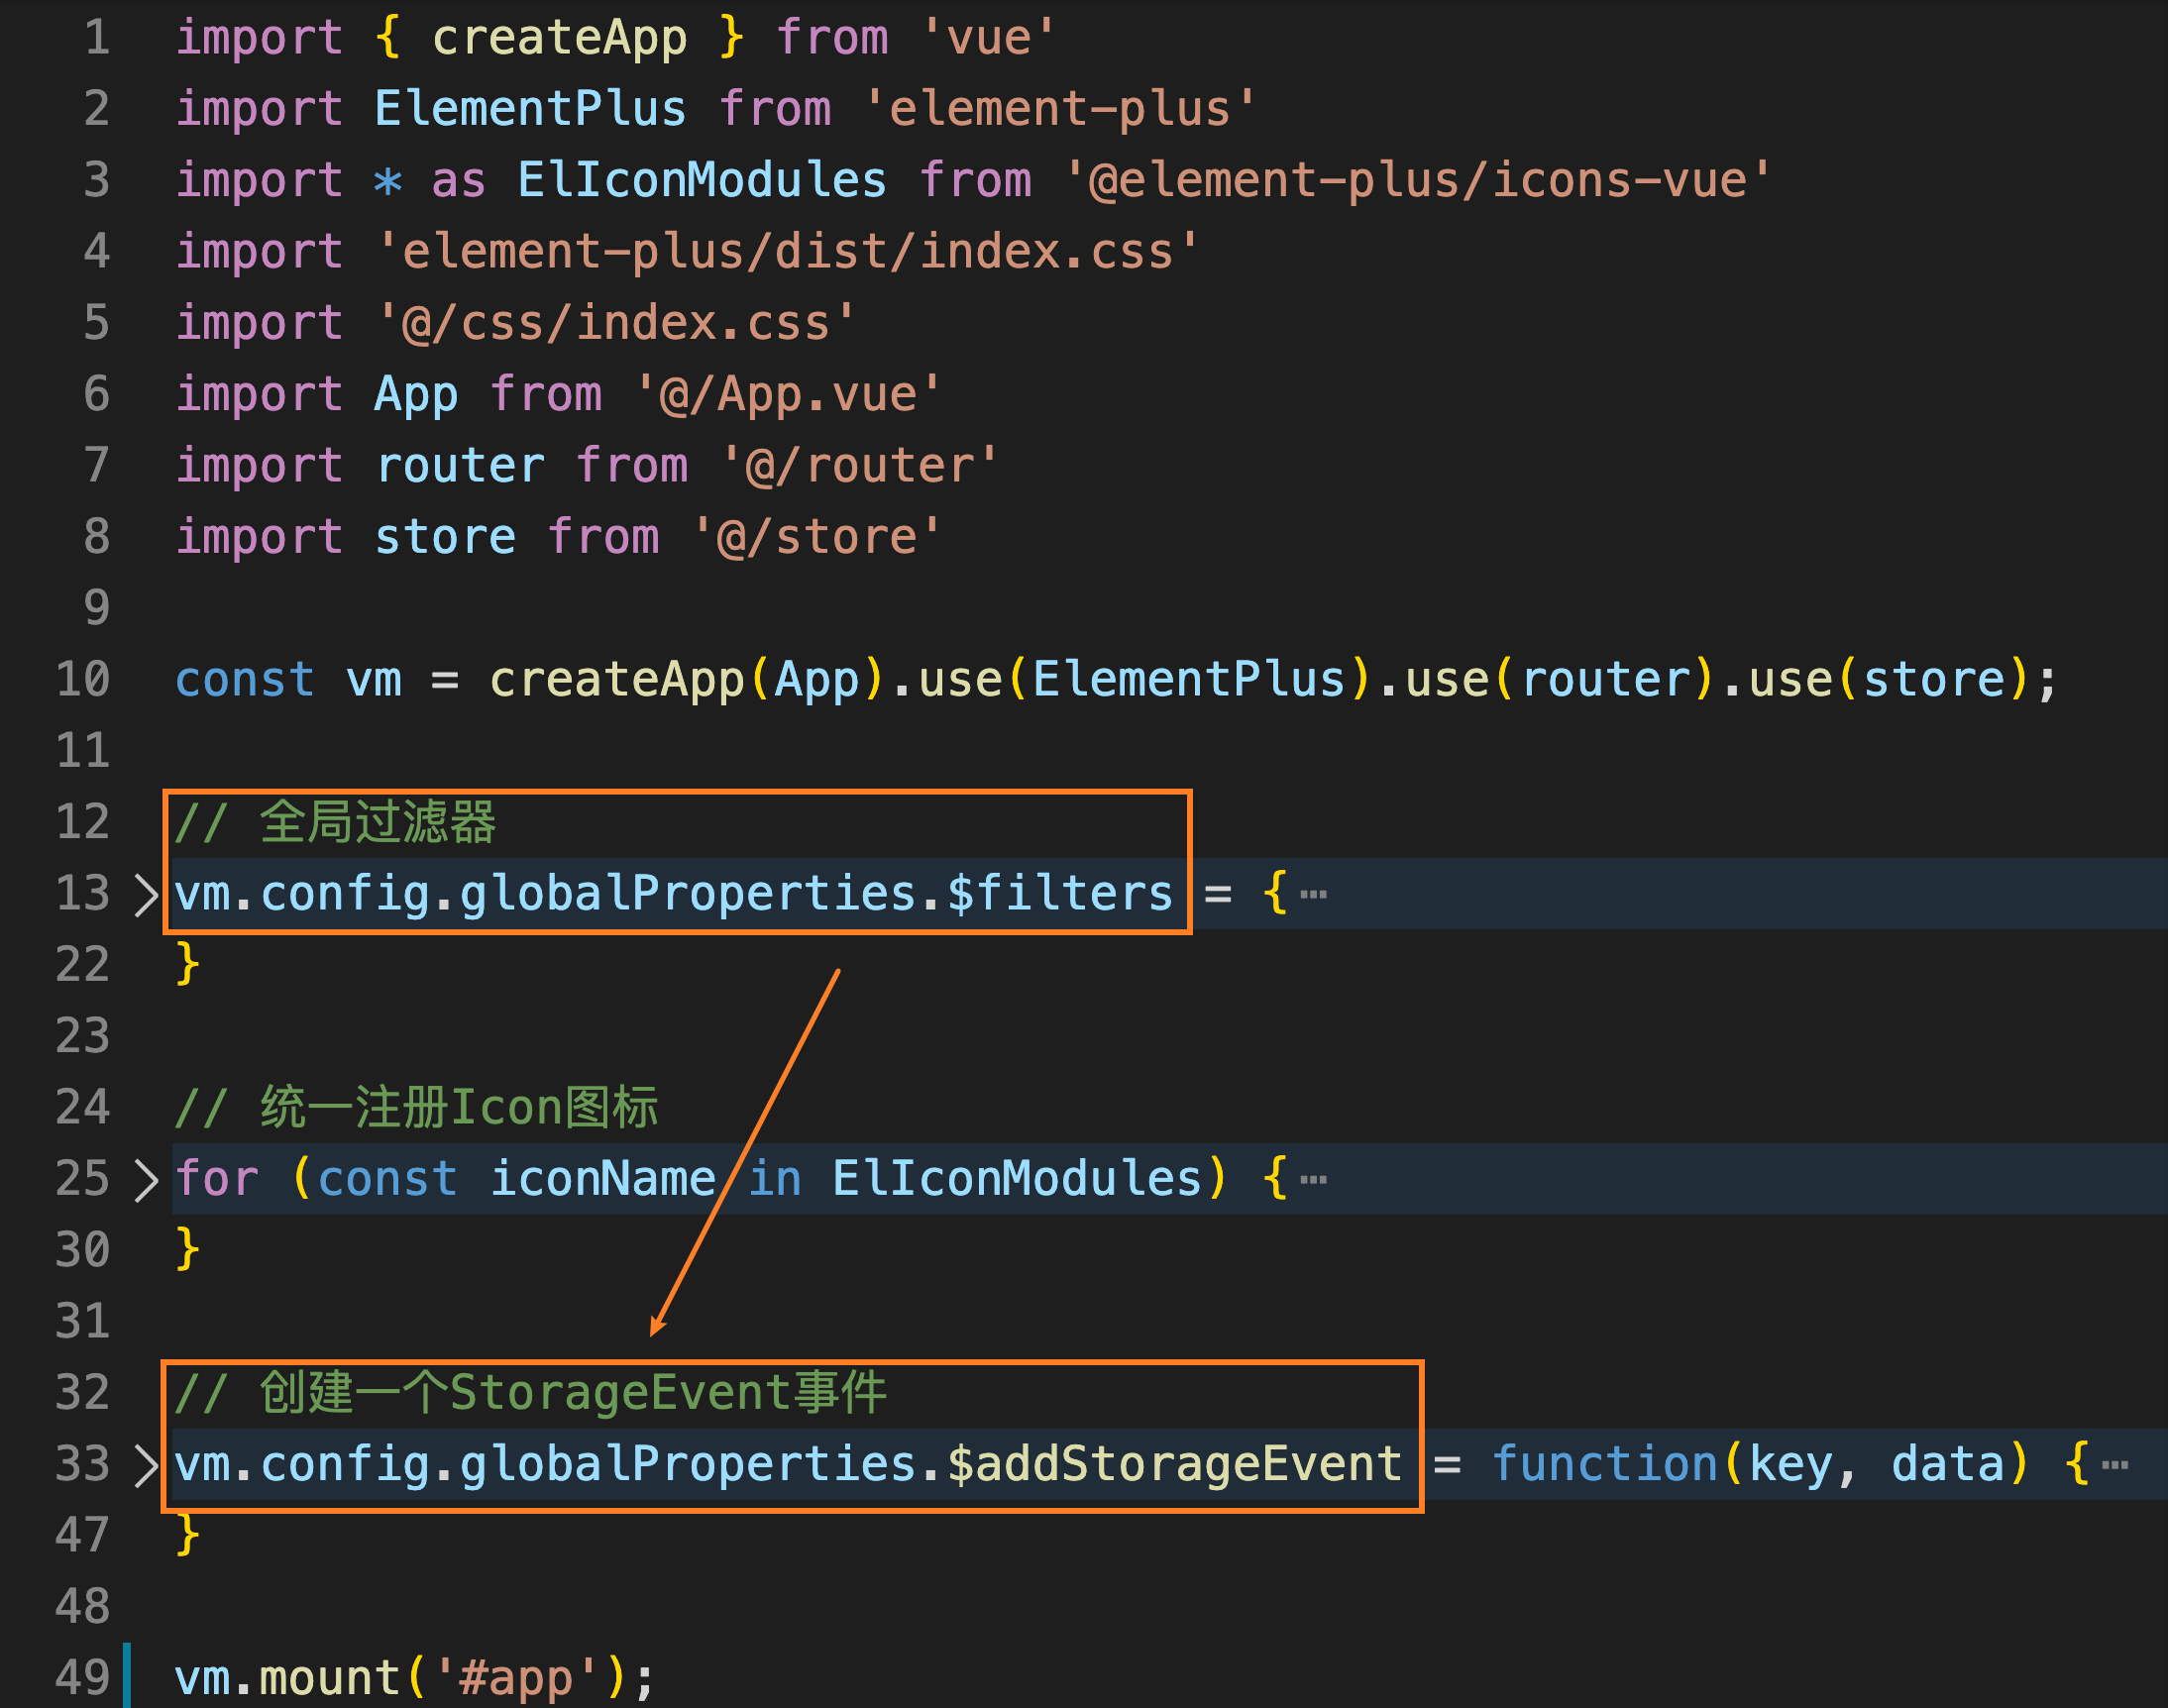 1 import { createApp } from 'vue'
2 import ElementPlus from 'element-plus'
3 import * as ElIconModules from '@element-plus/icons-vue'
4 import 'element-plus/dist/index.css'
5 import '@/css/index.css'
6 import App from '@/App.vue'
7 import router from '@/router'
8 import store from '@/store'
9
10 const vm = createApp(App).use(ElementPlus).use(router).use(store);
11
12 // 全局过滤器
13 vm.config.globalProperties.$filters = {⋯
22 }
23
24 // 统一注册Icon图标
25 for (const iconName in ElIconModules) {⋯
30 }
31
32 // 创建一个StorageEvent事件
33 vm.config.globalProperties.$addStorageEvent = function(key, data) {⋯
47 }
48
49 vm.mount('#app');